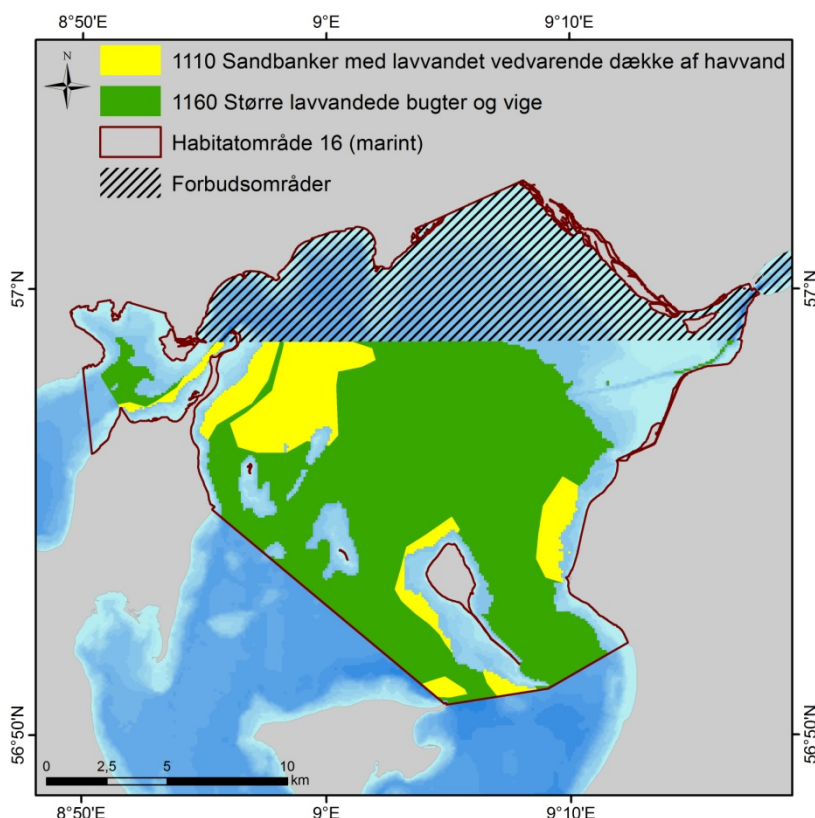 8°50'E 9°E 9°10'E
N
1110 Sandbanker med lavvandet vedvarende dække af havvand
1160 Større lavvandede bugter og vige
Habitatområde 16 (marint)
Forbudsområder
57°N 57°N
56°50'N 56°50'N
0 2,5 5 10
km
8°50'E 9°E 9°10'E